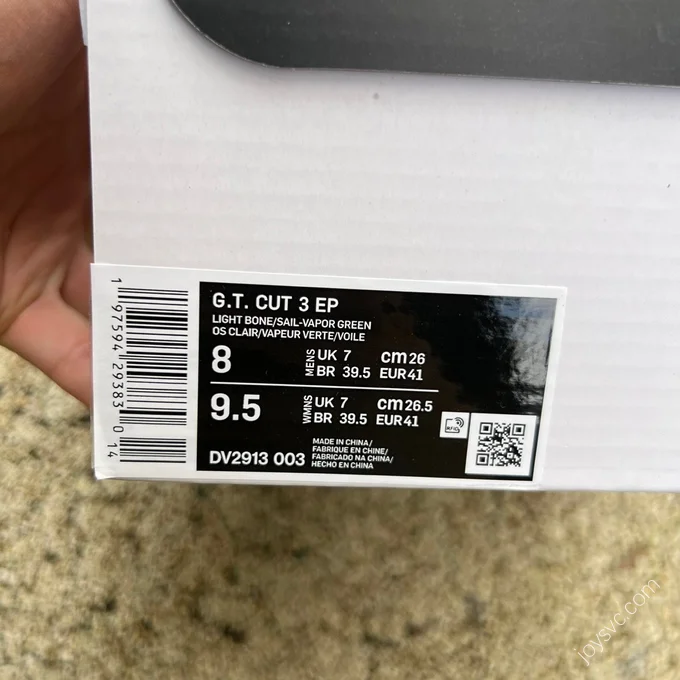 G.T. CUT 3 EP
LIGHT BONE/SAIL-VAPOR GREEN
OS CLAIR/VAPEUR VERTE/VOILE
8 MENS UK 7 cm 26
BR 39.5 EUR 41
9.5 WMNS UK 7 cm 26.5
BR 39.5 EUR 41
RFID
DV2913 003
MADE IN CHINA/
FABRIQUE EN CHINE/
FABRICADO NA CHINA/
HECHO EN CHINA
1 97594 29383 0 14
joysvc.com